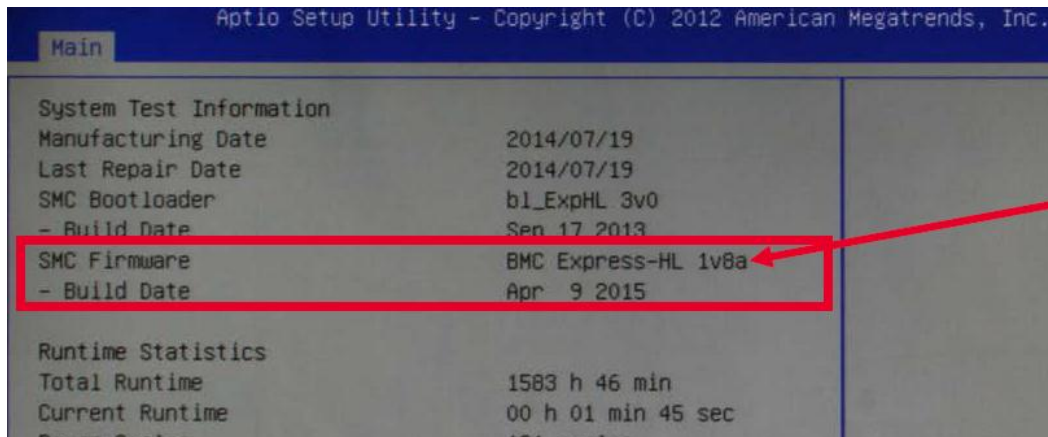 Aptio Setup Utility – Copyright (C) 2012 American Megatrends, Inc.
Main
System Test Information
Manufacturing Date 2014/07/19
Last Repair Date 2014/07/19
SMC Bootloader bl_ExpHL 3v0
– Build Date Sep 17 2013
SMC Firmware BMC Express-HL 1v8a
– Build Date Apr 9 2015
Runtime Statistics
Total Runtime 1583 h 46 min
Current Runtime 00 h 01 min 45 sec